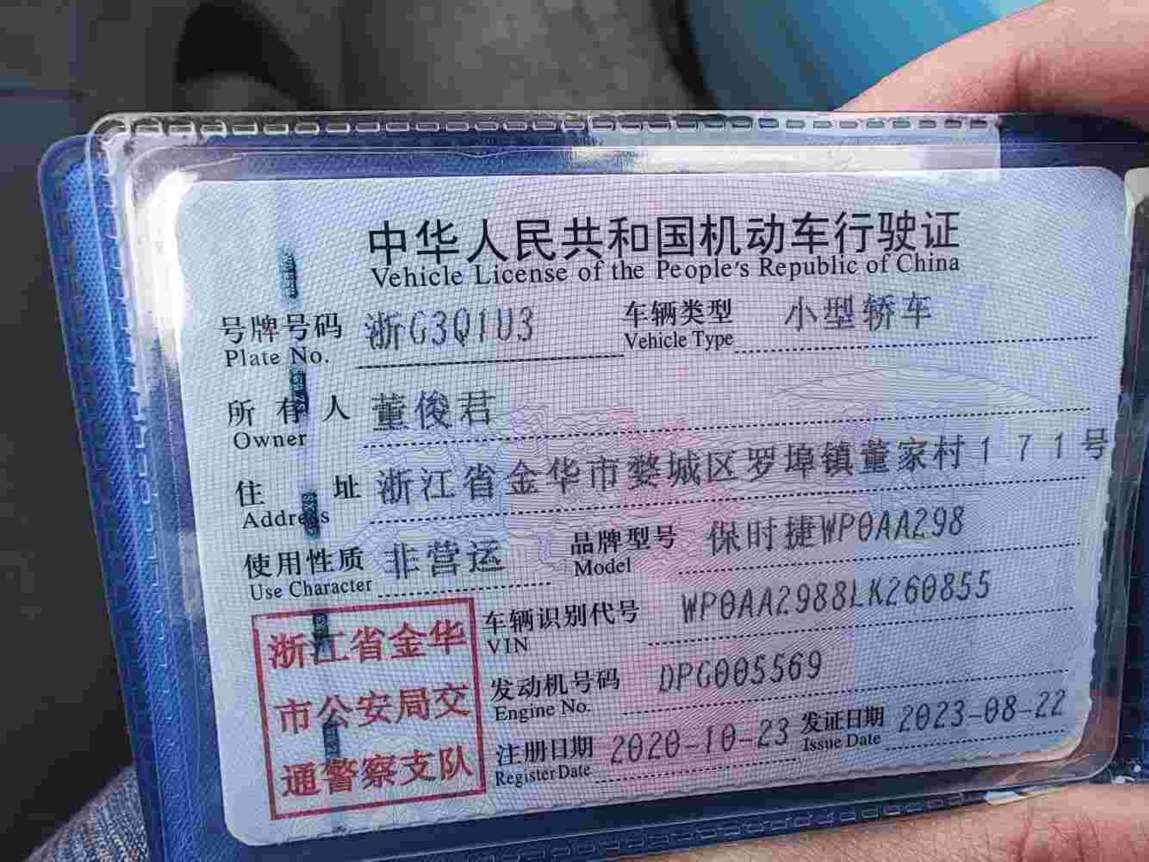 中华人民共和国机动车行驶证
Vehicle License of the People's Republic of China
号牌号码 浙G3Q1U3 车辆类型 小型轿车
Plate No. Vehicle Type
所有人 董俊君
Owner
住址 浙江省金华市婺城区罗埠镇董家村171号
Address
使用性质 非营运 品牌型号 保时捷WP0AA298
Use Character Model
浙江省金华 车辆识别代号 WP0AA2988LK260855
VIN
市公安局交 发动机号码 DPG005569
Engine No.
通警察支队 注册日期 2020-10-23 发证日期 2023-08-22
Register Date Issue Date